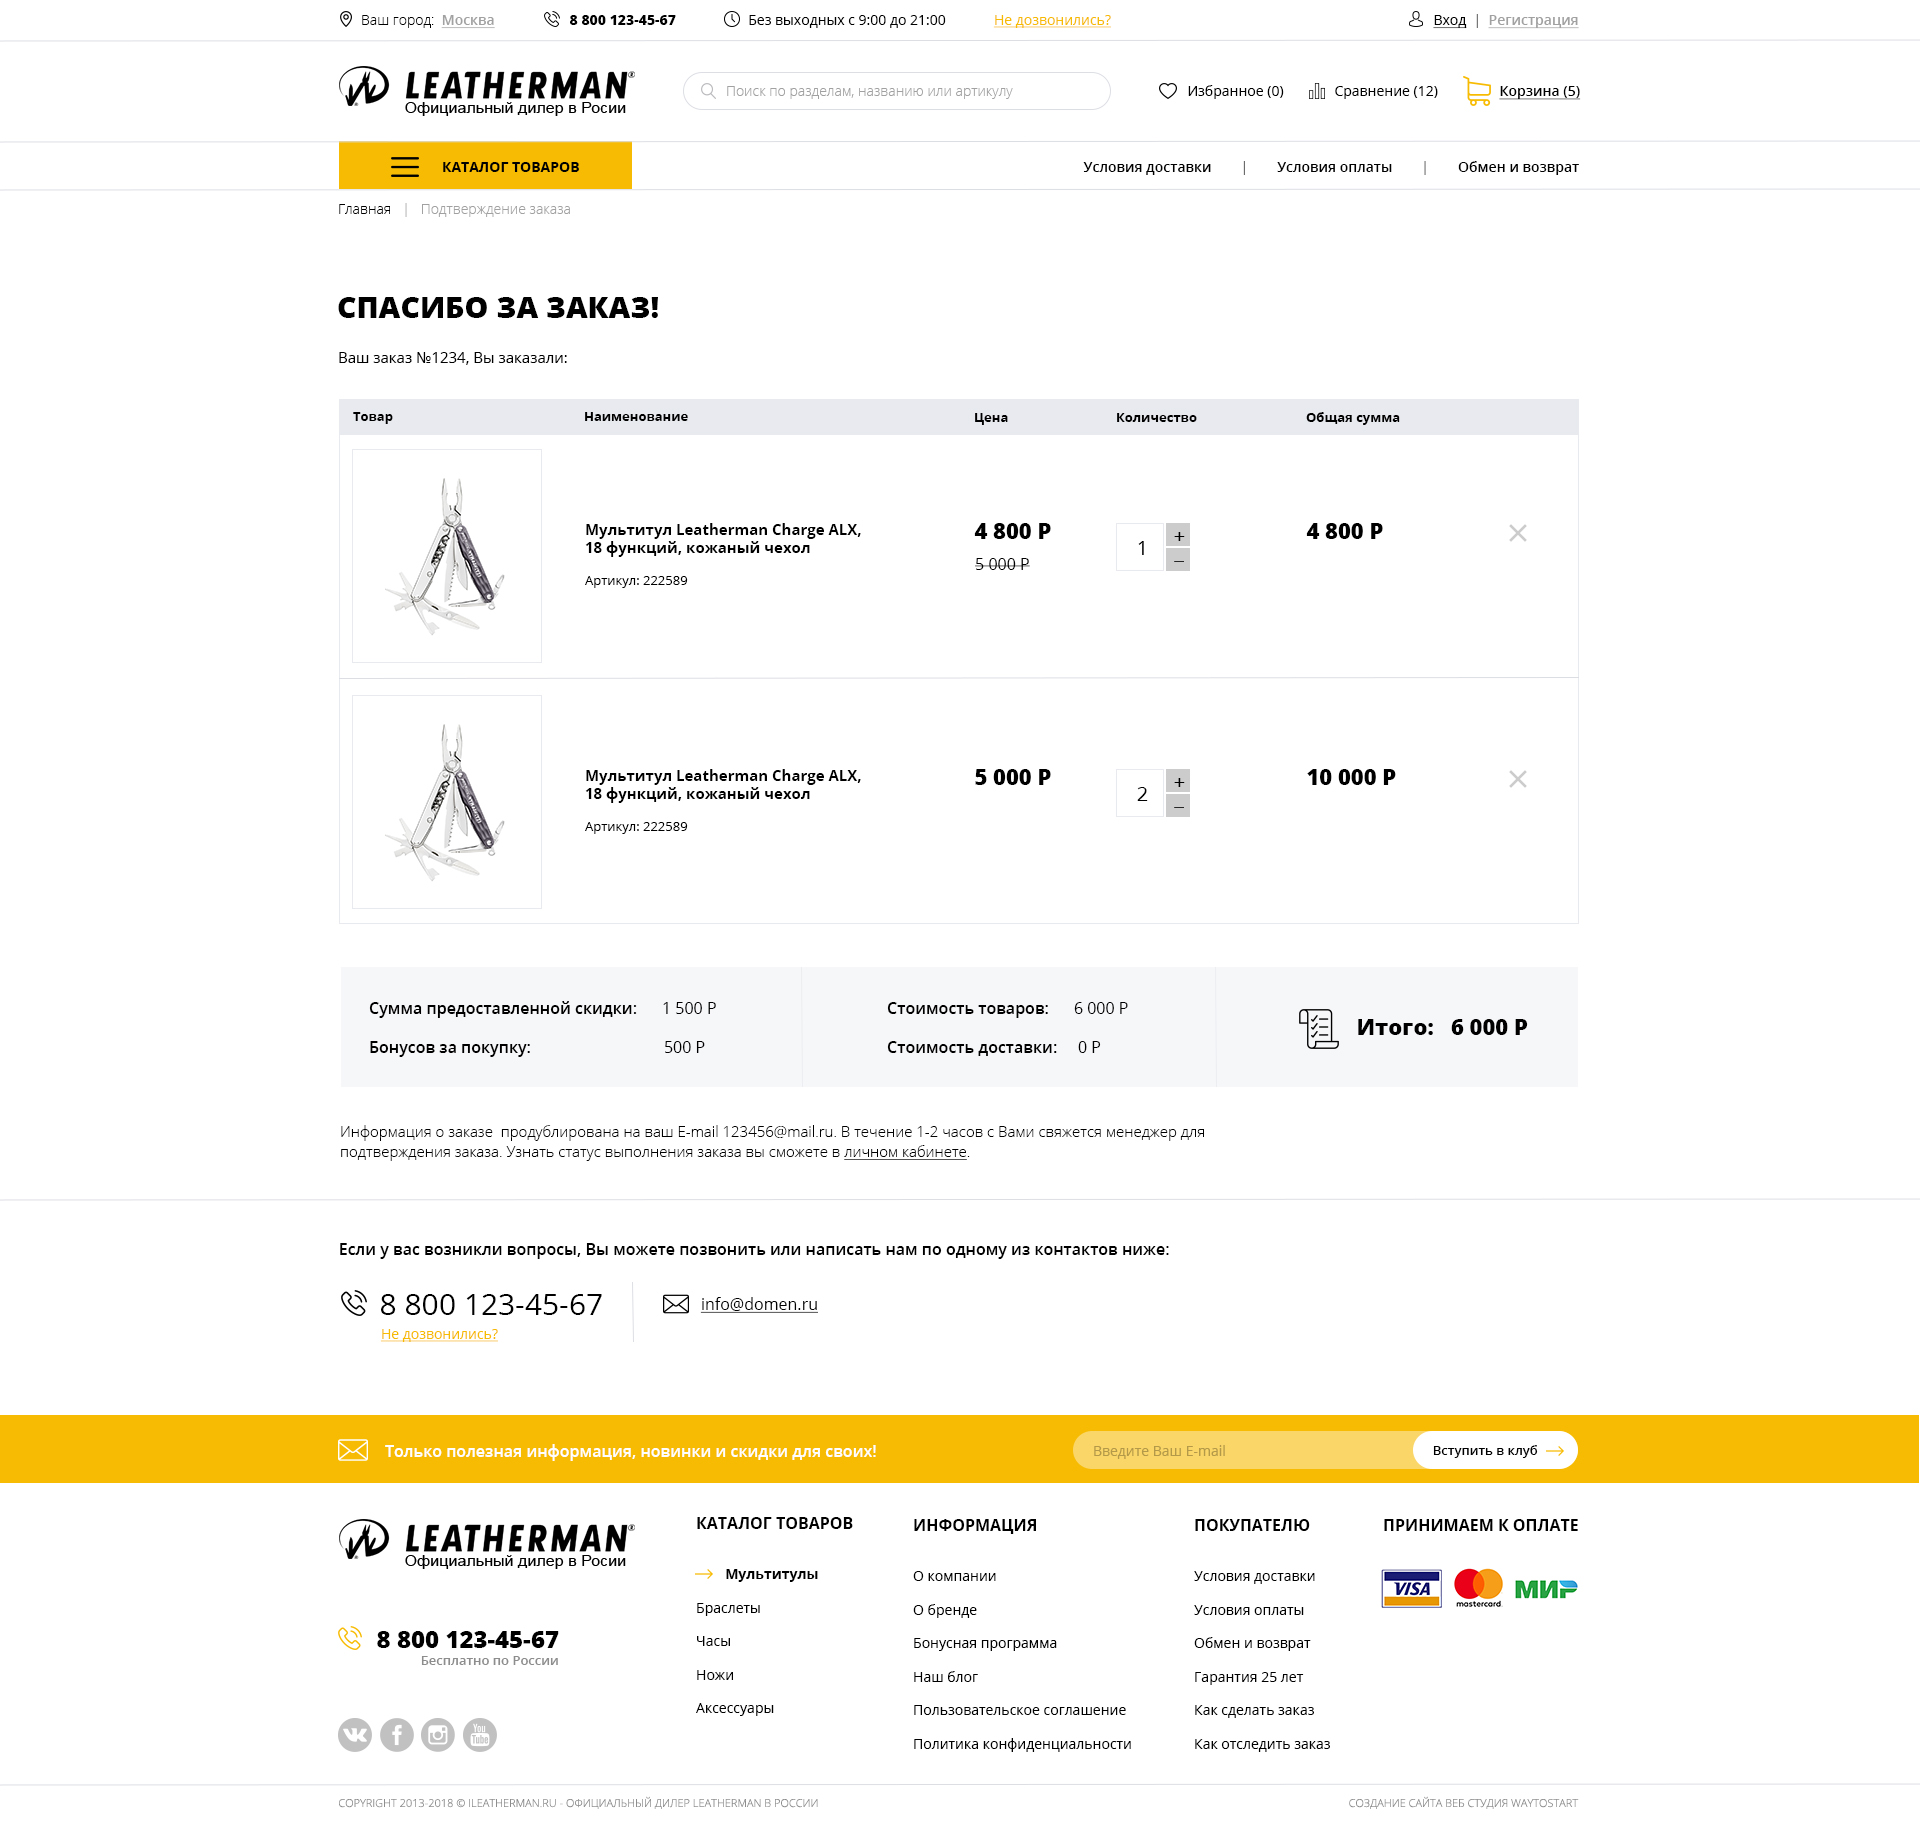 Ваш город: Москва
8 800 123-45-67
Без выходных с 9:00 до 21:00
Не дозвонились?
Вход | Регистрация
LEATHERMAN®
Официальный дилер в Росии
Поиск по разделам, названию или артикулу
Избранное (0)
Сравнение (12)
Корзина (5)
КАТАЛОГ ТОВАРОВ
Условия доставки | Условия оплаты | Обмен и возврат
Главная | Подтверждение заказа
СПАСИБО ЗА ЗАКАЗ!
Ваш заказ №1234, Вы заказали:
Товар Наименование Цена Количество Общая сумма
Мультитул Leatherman Charge ALX,
18 функций, кожаный чехол
Артикул: 222589
4 800 Р
5 000 Р
1
+
–
4 800 Р
Мультитул Leatherman Charge ALX,
18 функций, кожаный чехол
Артикул: 222589
5 000 Р
2
+
–
10 000 Р
Сумма предоставленной скидки: 1 500 Р
Бонусов за покупку: 500 Р
Стоимость товаров: 6 000 Р
Стоимость доставки: 0 Р
Итого: 6 000 Р
Информация о заказе  продублирована на ваш E-mail 123456@mail.ru. В течение 1-2 часов с Вами свяжется менеджер для
подтверждения заказа. Узнать статус выполнения заказа вы сможете в личном кабинете.
Если у вас возникли вопросы, Вы можете позвонить или написать нам по одному из контактов ниже:
8 800 123-45-67
Не дозвонились?
info@domen.ru
Только полезная информация, новинки и скидки для своих!
Введите Ваш E-mail
Вступить в клуб
LEATHERMAN®
Официальный дилер в Росии
8 800 123-45-67
Бесплатно по России
You
Tube
КАТАЛОГ ТОВАРОВ
Мультитулы
Браслеты
Часы
Ножи
Аксессуары
ИНФОРМАЦИЯ
О компании
О бренде
Бонусная программа
Наш блог
Пользовательское соглашение
Политика конфиденциальности
ПОКУПАТЕЛЮ
Условия доставки
Условия оплаты
Обмен и возврат
Гарантия 25 лет
Как сделать заказ
Как отследить заказ
ПРИНИМАЕМ К ОПЛАТЕ
VISA
mastercard
МИР
COPYRIGHT 2013-2018 © ILEATHERMAN.RU - ОФИЦИАЛЬНЫЙ ДИЛЕР LEATHERMAN В РОССИИ
СОЗДАНИЕ САЙТА ВЕБ СТУДИЯ WAYTOSTART